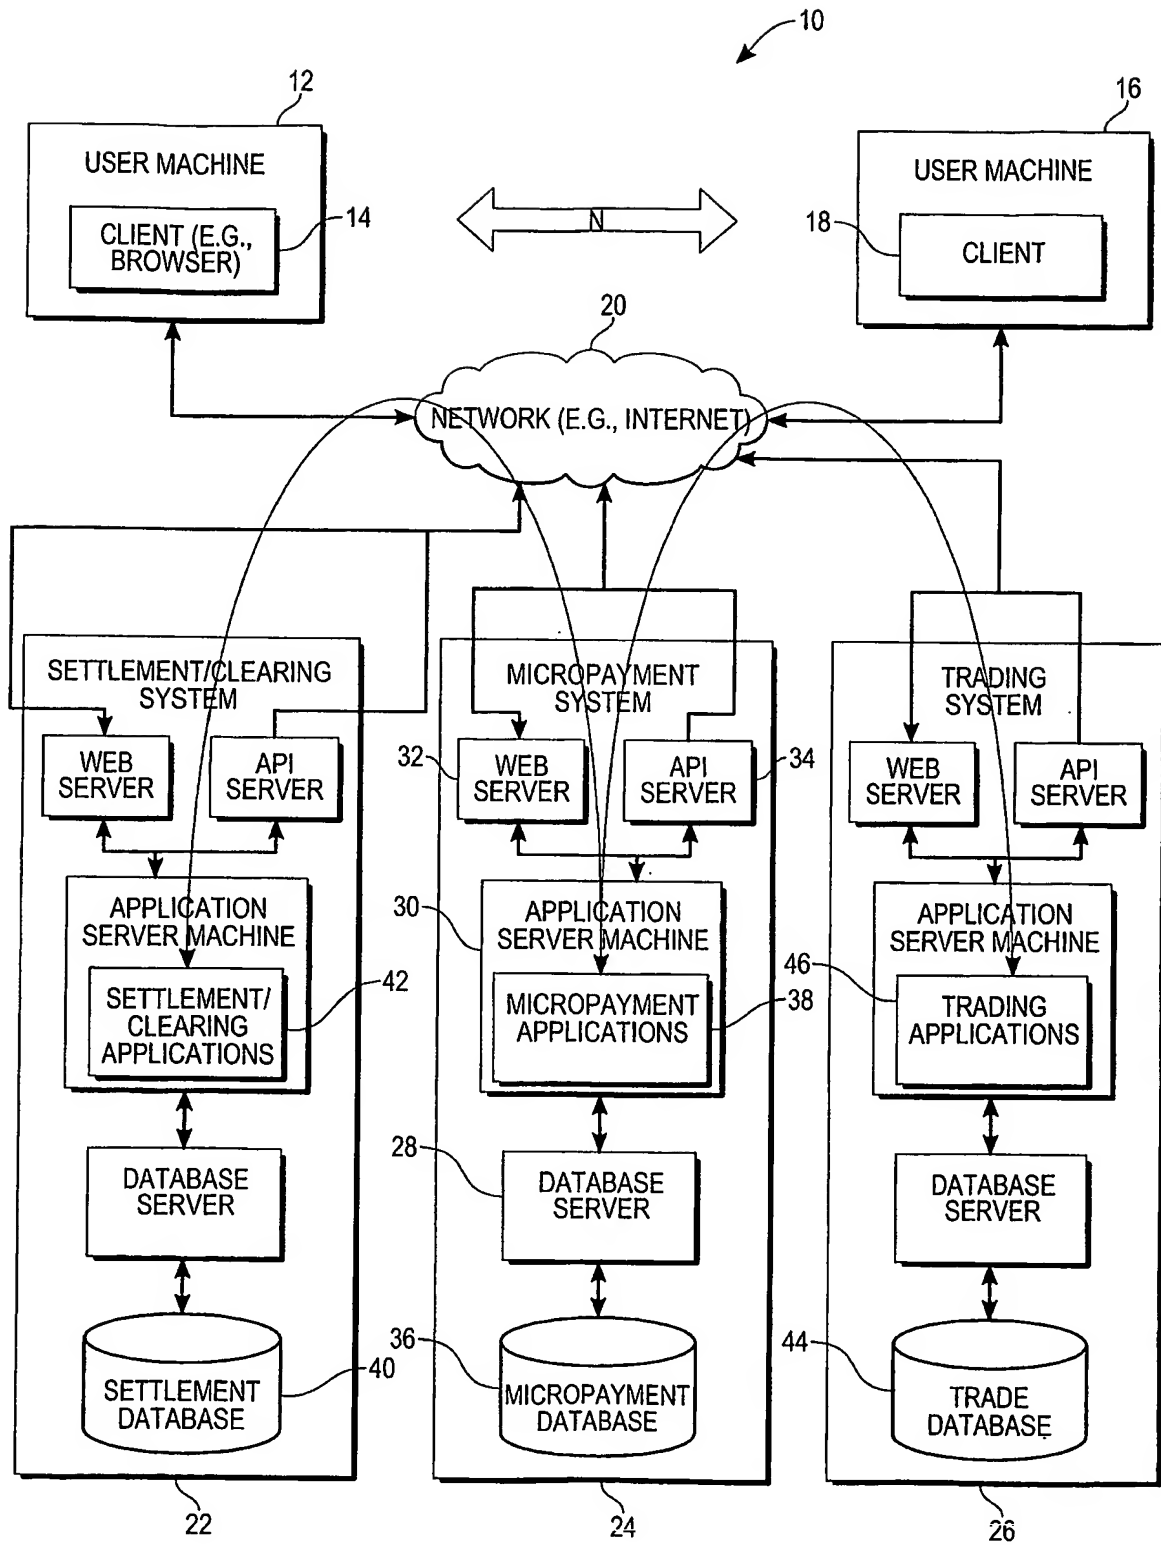 10
12
16
USER MACHINE
USER MACHINE
14
CLIENT (E.G.,
BROWSER)
N
18
CLIENT
20
NETWORK (E.G., INTERNET)
SETTLEMENT/CLEARING
SYSTEM
MICROPAYMENT
SYSTEM
TRADING
SYSTEM
WEB
SERVER
API
SERVER
32
WEB
SERVER
API
SERVER
34
WEB
SERVER
API
SERVER
APPLICATION
SERVER MACHINE
30
APPLICATION
SERVER MACHINE
APPLICATION
SERVER MACHINE
SETTLEMENT/
CLEARING
APPLICATIONS
42
MICROPAYMENT
APPLICATIONS
38
46
TRADING
APPLICATIONS
DATABASE
SERVER
28
DATABASE
SERVER
DATABASE
SERVER
SETTLEMENT
DATABASE
40
36
MICROPAYMENT
DATABASE
44
TRADE
DATABASE
22
24
26